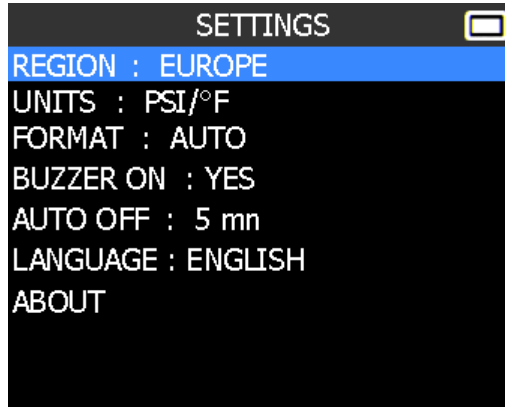 SETTINGS
REGION : EUROPE
UNITS : PSI/°F
FORMAT : AUTO
BUZZER ON : YES
AUTO OFF : 5 mn
LANGUAGE : ENGLISH
ABOUT